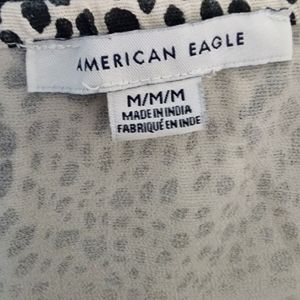 AMERICAN EAGLE
M/M/M
MADE IN INDIA
FABRIQUÉ EN INDE